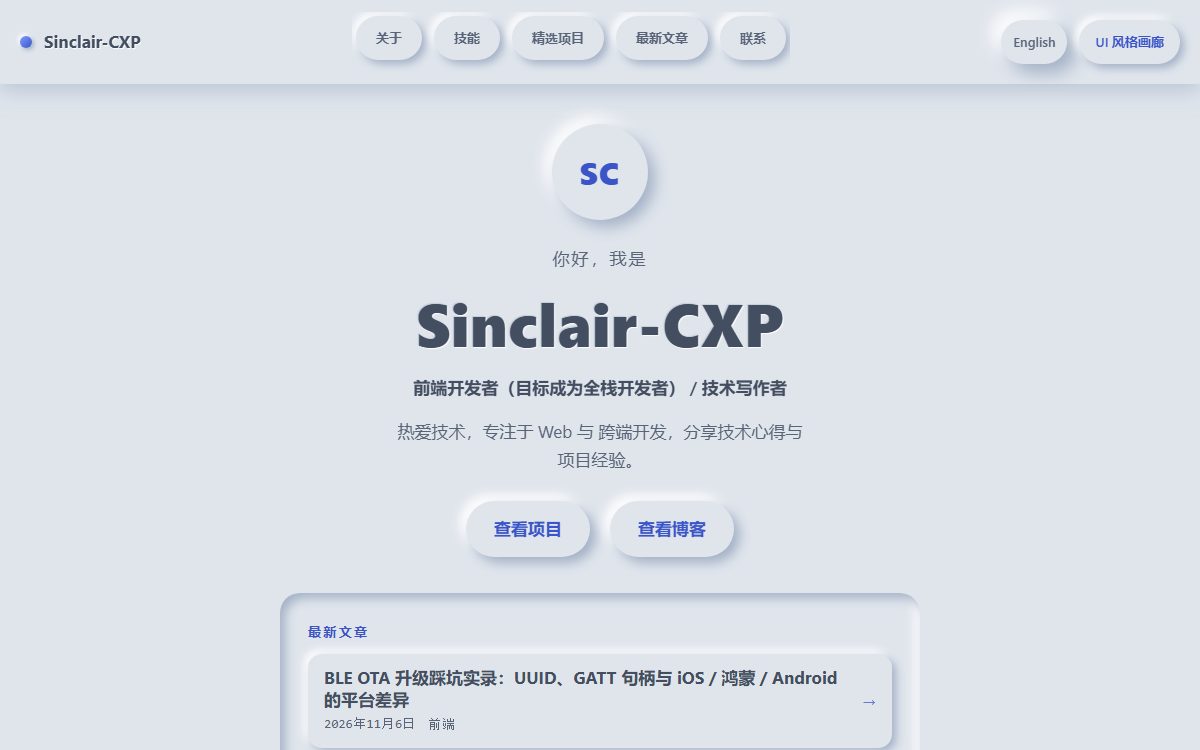 Sinclair-CXP
关于
技能
精选项目
最新文章
联系
English
UI 风格画廊
SC
你好，我是
Sinclair-CXP
前端开发者（目标成为全栈开发者） / 技术写作者
热爱技术，专注于 Web 与 跨端开发，分享技术心得与
项目经验。
查看项目
查看博客
最新文章
BLE OTA 升级踩坑实录：UUID、GATT 句柄与 iOS / 鸿蒙 / Android
的平台差异
→
2026年11月6日 前端